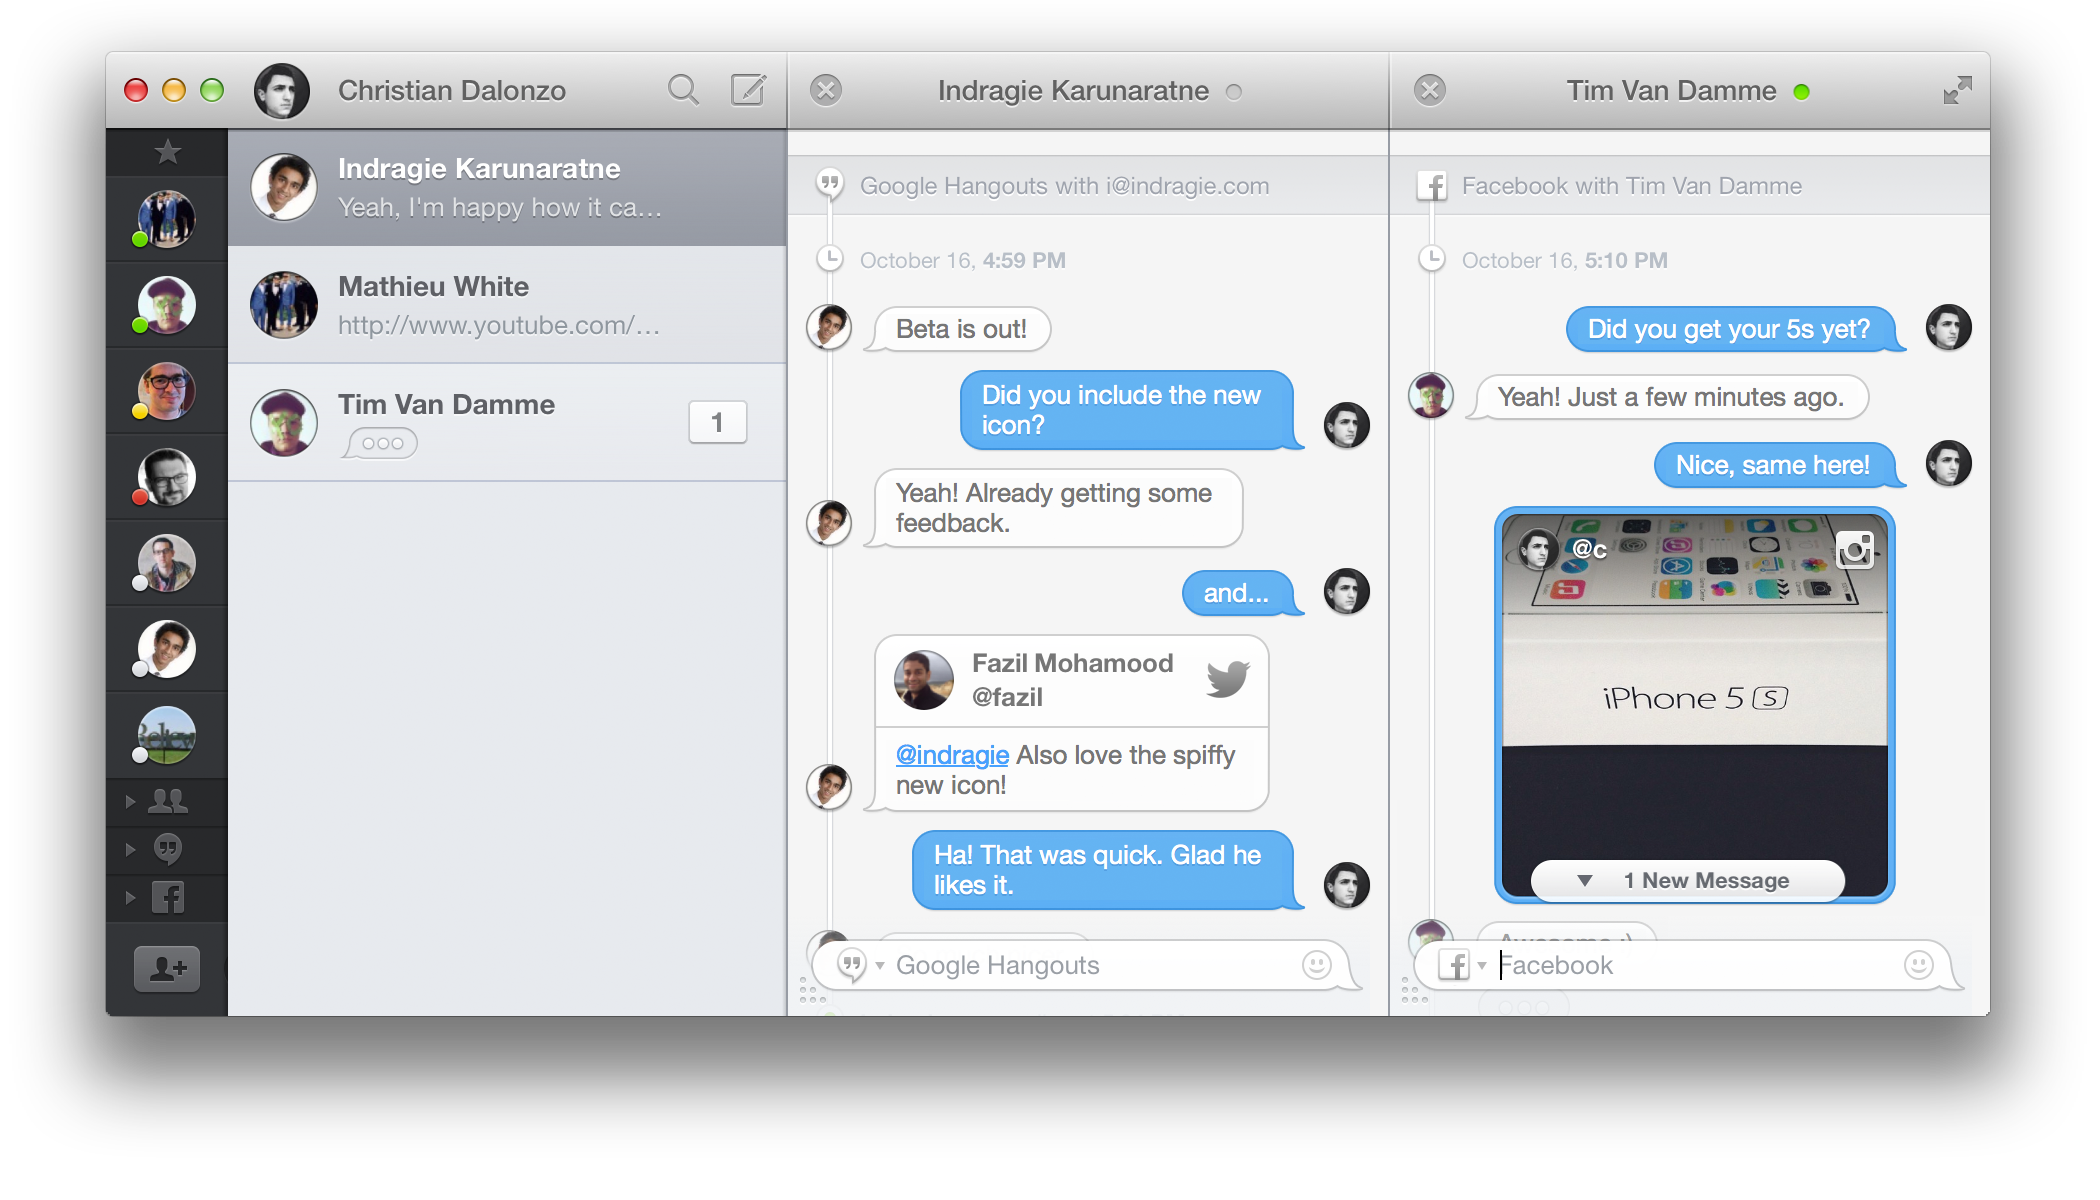 Christian Dalonzo
Indragie Karunaratne
Yeah, I'm happy how it ca...
Mathieu White
http://www.youtube.com/...
Tim Van Damme
1
Indragie Karunaratne
Google Hangouts with i@indragie.com
October 16, 4:59 PM
Beta is out!
Did you include the new
icon?
Yeah! Already getting some
feedback.
and...
Fazil Mohamood
@fazil
@indragie Also love the spiffy
new icon!
Ha! That was quick. Glad he
likes it.
Google Hangouts
Tim Van Damme
Facebook with Tim Van Damme
October 16, 5:10 PM
Did you get your 5s yet?
Yeah! Just a few minutes ago.
Nice, same here!
@c
iPhone 5s
1 New Message
Awesome :)
Facebook